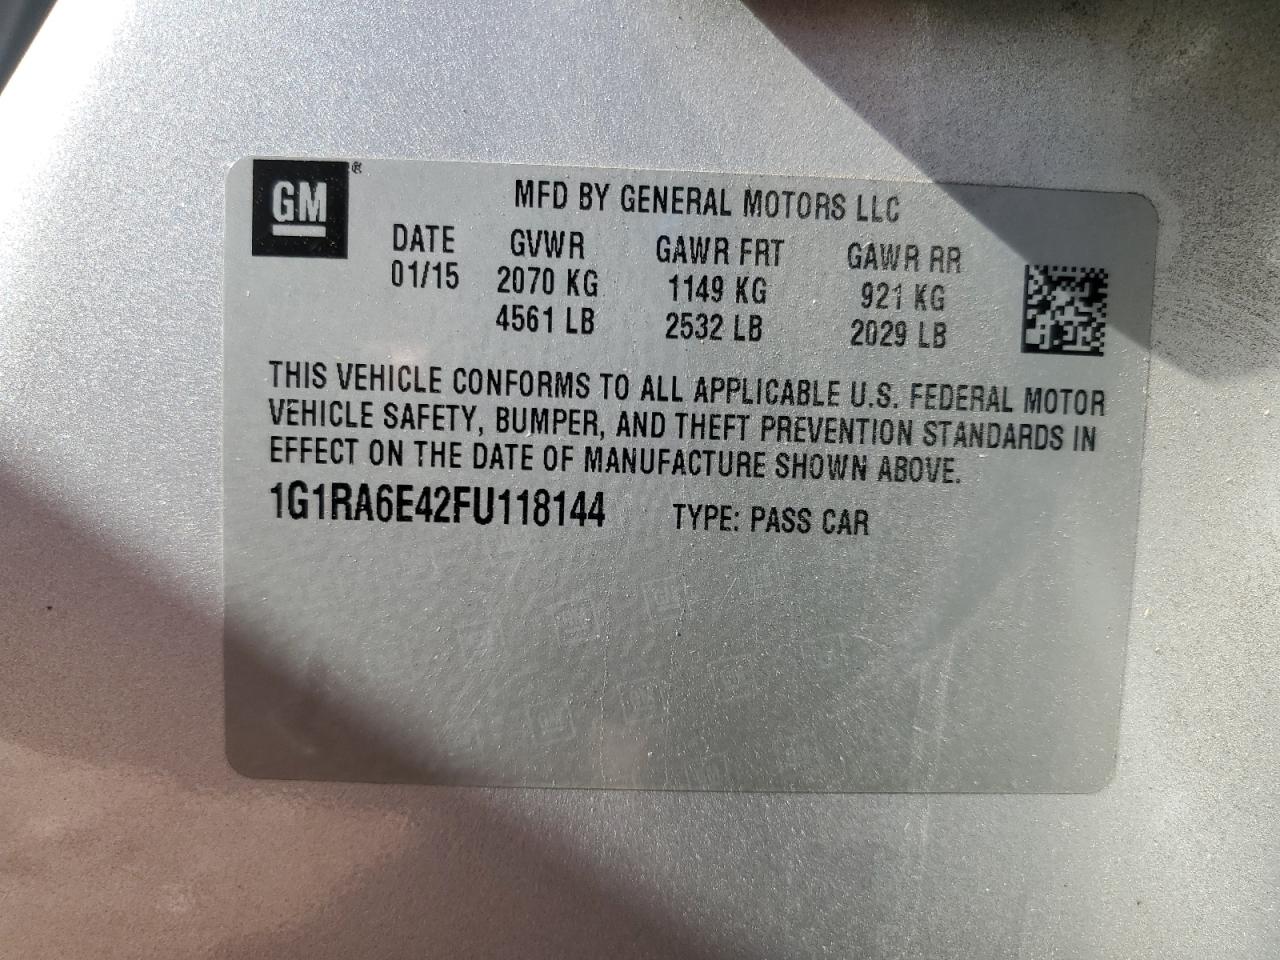 GM ®
MFD BY GENERAL MOTORS LLC
DATE GVWR GAWR FRT GAWR RR
01/15 2070 KG 1149 KG 921 KG
4561 LB 2532 LB 2029 LB
THIS VEHICLE CONFORMS TO ALL APPLICABLE U.S. FEDERAL MOTOR
VEHICLE SAFETY, BUMPER, AND THEFT PREVENTION STANDARDS IN
EFFECT ON THE DATE OF MANUFACTURE SHOWN ABOVE.
1G1RA6E42FU118144 TYPE: PASS CAR